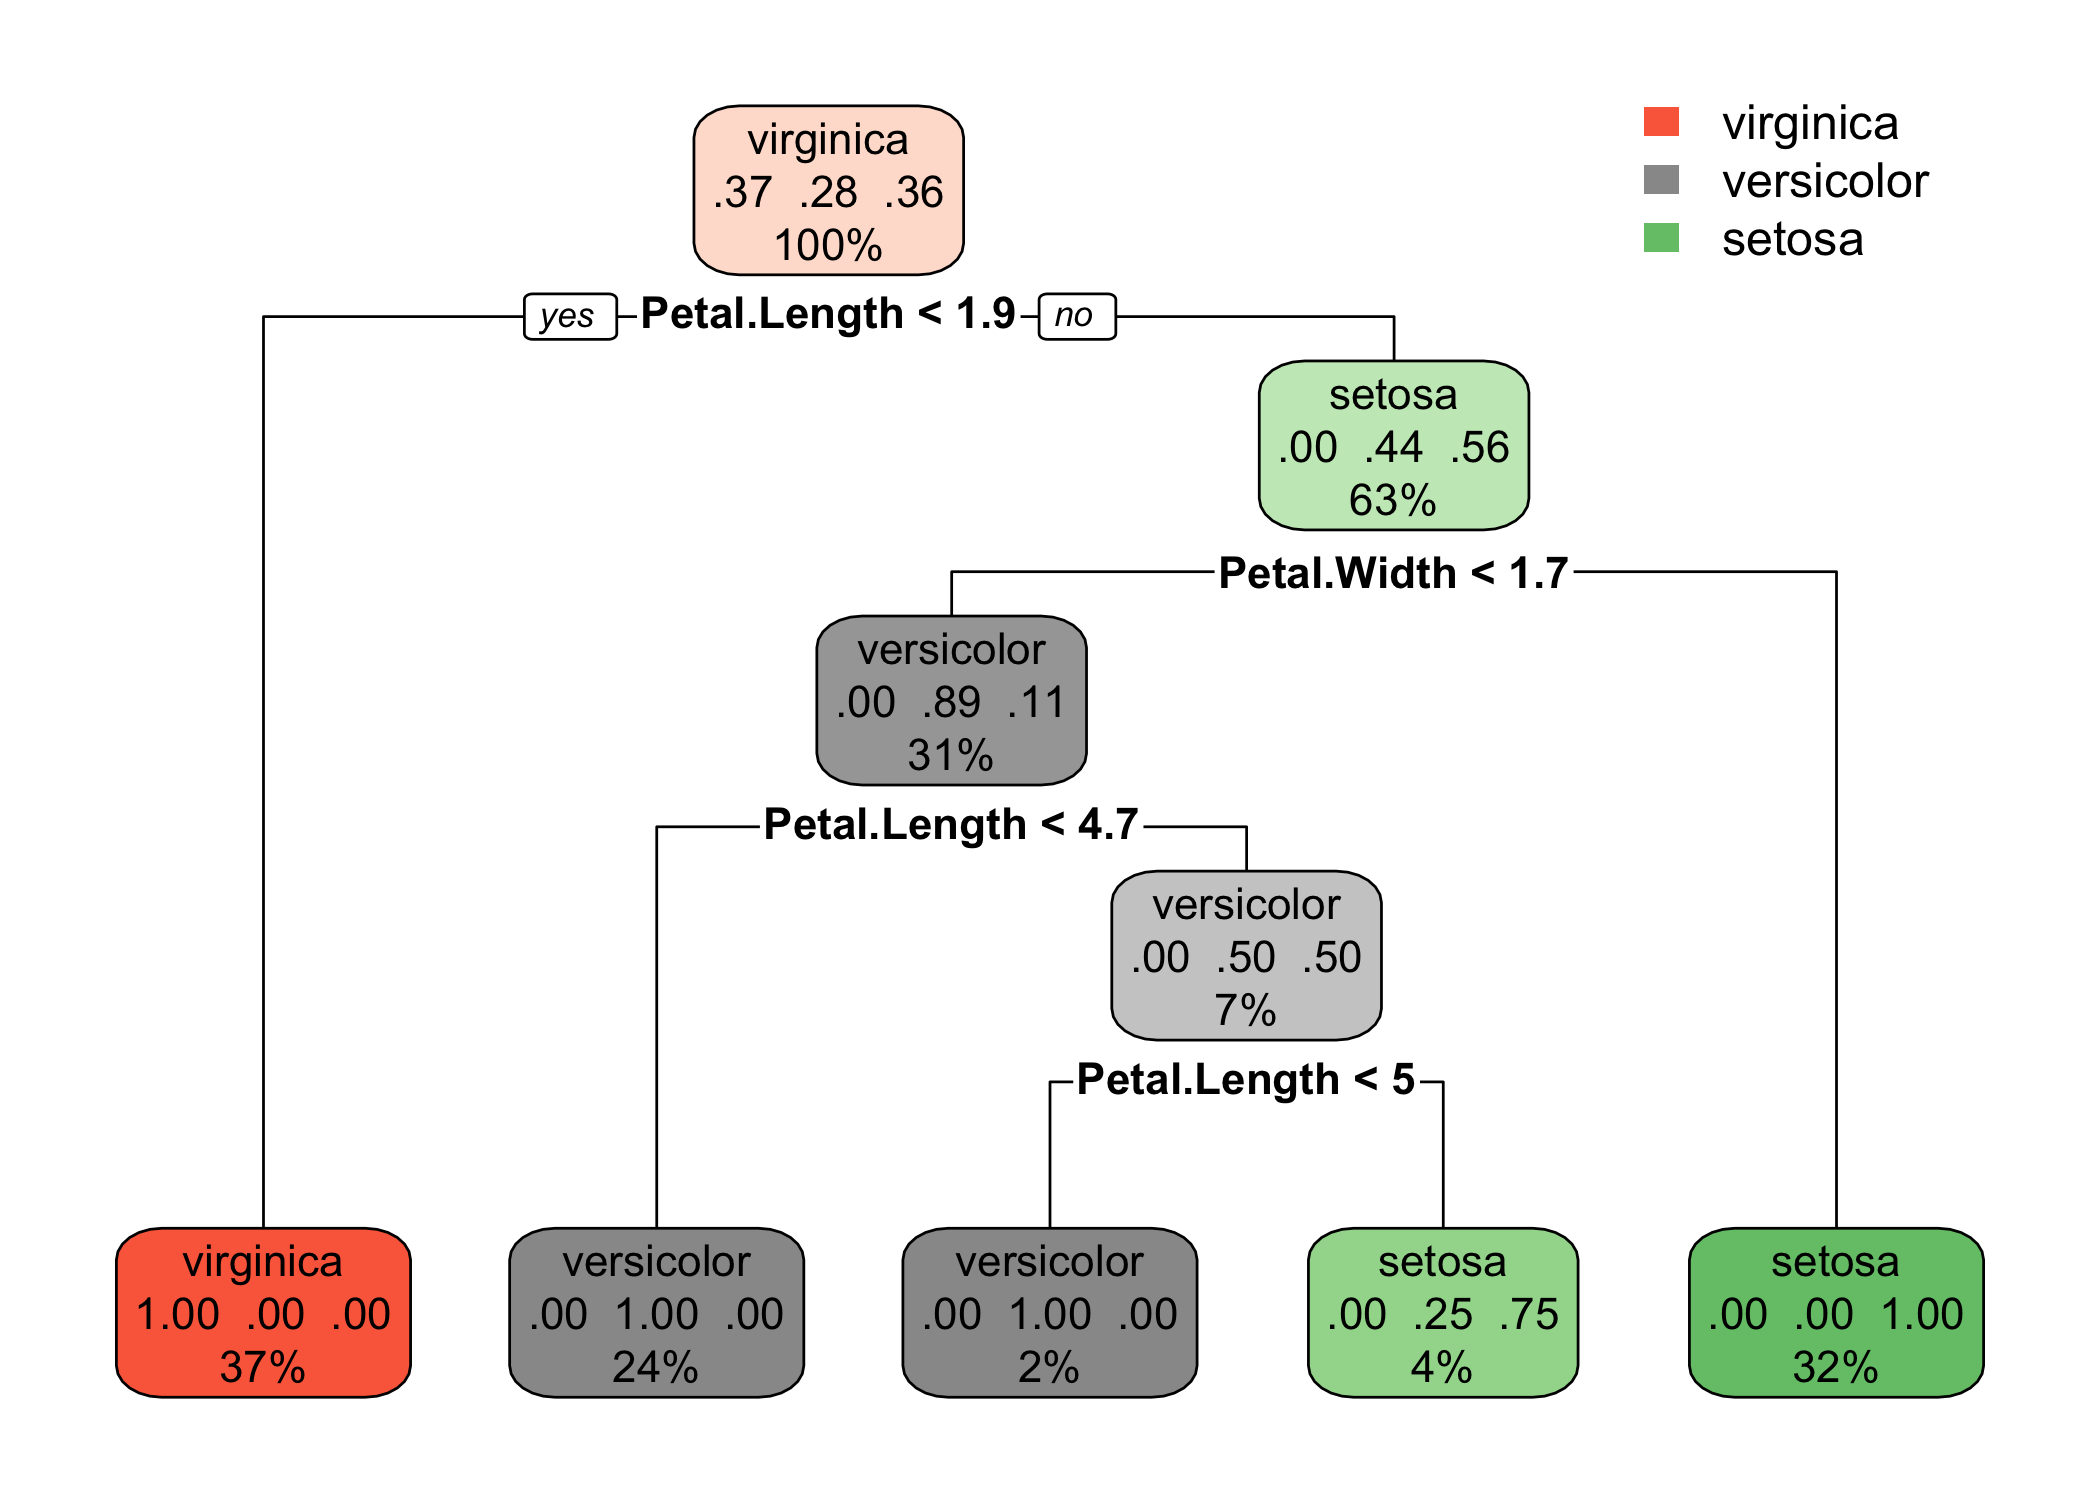 virginica
.37 .28 .36
100%
virginica
versicolor
setosa
yes Petal.Length < 1.9 no
setosa
.00 .44 .56
63%
Petal.Width < 1.7
versicolor
.00 .89 .11
31%
Petal.Length < 4.7
versicolor
.00 .50 .50
7%
Petal.Length < 5
virginica
1.00 .00 .00
37%
versicolor
.00 1.00 .00
24%
versicolor
.00 1.00 .00
2%
setosa
.00 .25 .75
4%
setosa
.00 .00 1.00
32%